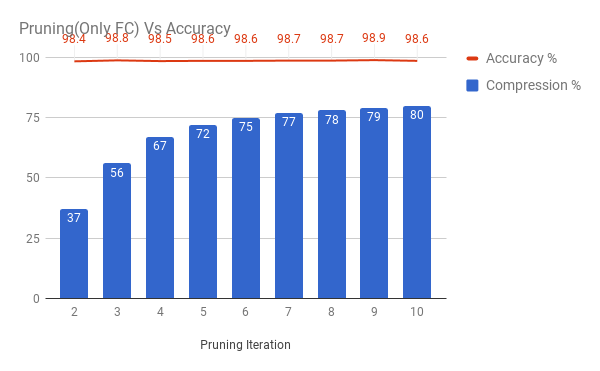 Pruning(Only FC) Vs Accuracy
98.4 98.8 98.5 98.6 98.6 98.7 98.7 98.9 98.6
Accuracy %
Compression %
100
75
50
25
0
37 56 67 72 75 77 78 79 80
2 3 4 5 6 7 8 9 10
Pruning Iteration